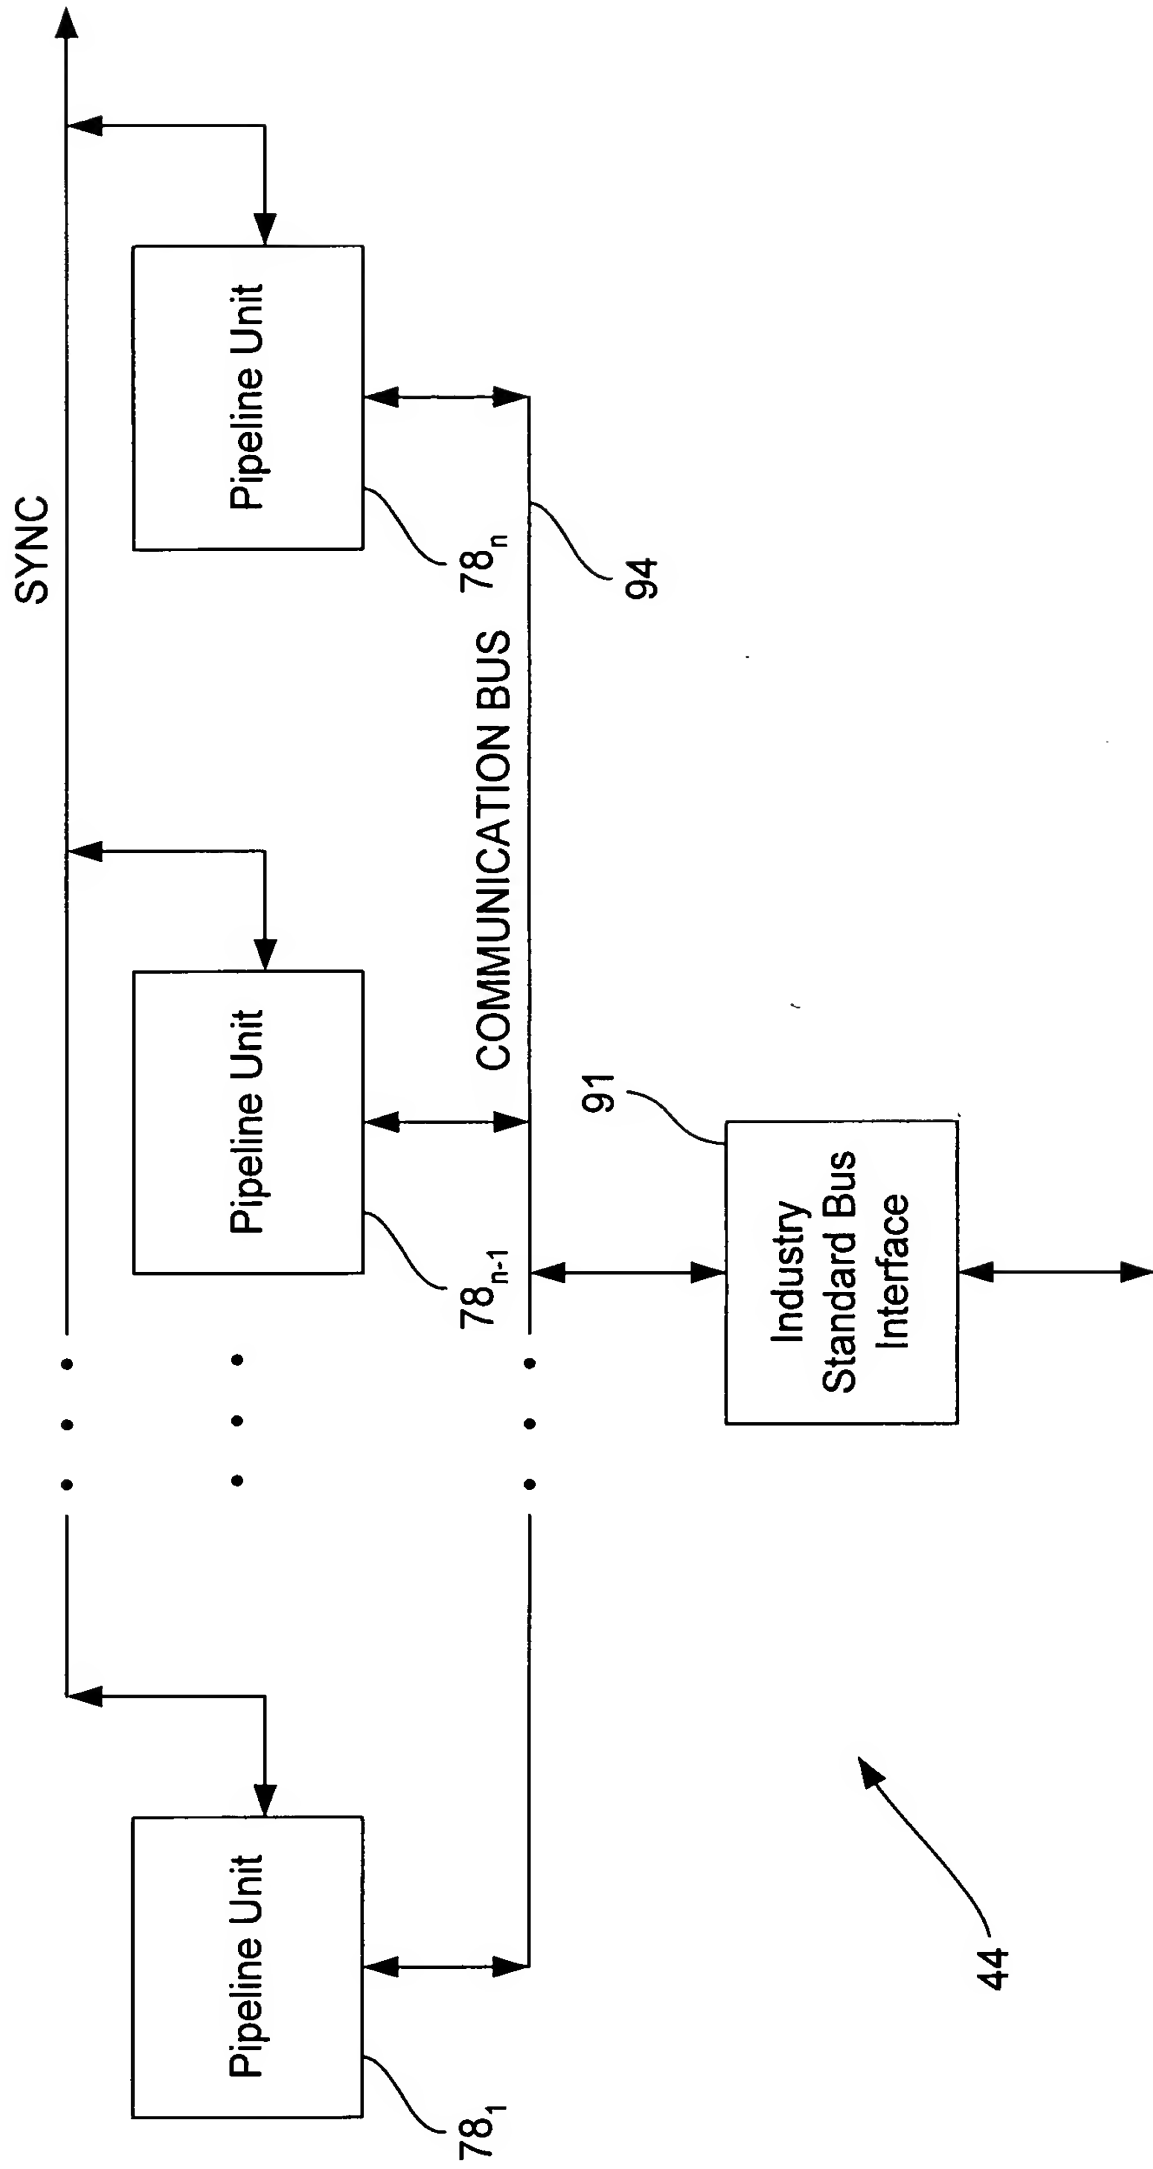 SYNC
Pipeline Unit
Pipeline Unit
Pipeline Unit
78₁
78ₙ₋₁
78ₙ
COMMUNICATION BUS
94
91
Industry
Standard Bus
Interface
44